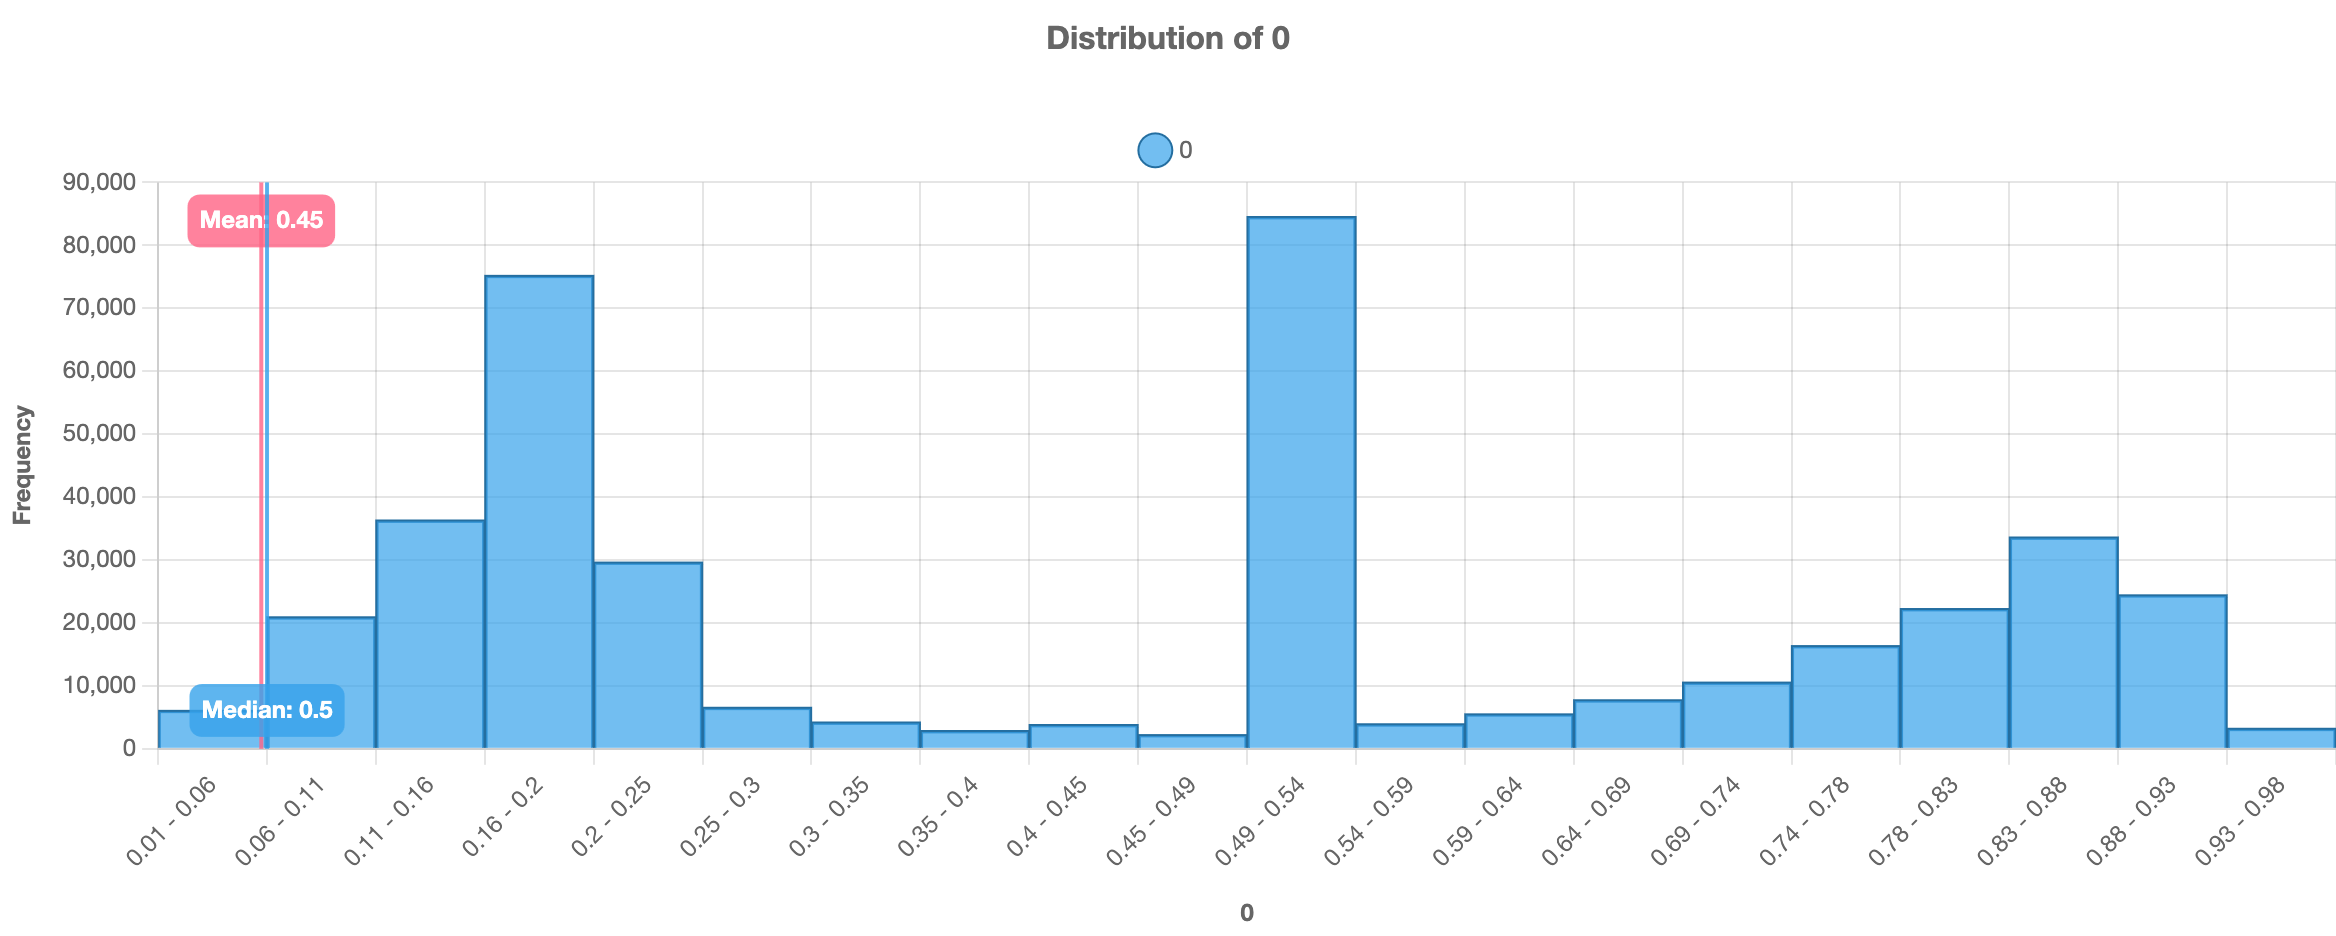 Distribution of 0
0
90,000
80,000
70,000
60,000
50,000
40,000
30,000
20,000
10,000
0
Frequency
Mean: 0.45
Median: 0.5
0.01 - 0.06
0.06 - 0.11
0.11 - 0.16
0.16 - 0.2
0.2 - 0.25
0.25 - 0.3
0.3 - 0.35
0.35 - 0.4
0.4 - 0.45
0.45 - 0.49
0.49 - 0.54
0.54 - 0.59
0.59 - 0.64
0.64 - 0.69
0.69 - 0.74
0.74 - 0.78
0.78 - 0.83
0.83 - 0.88
0.88 - 0.93
0.93 - 0.98
0